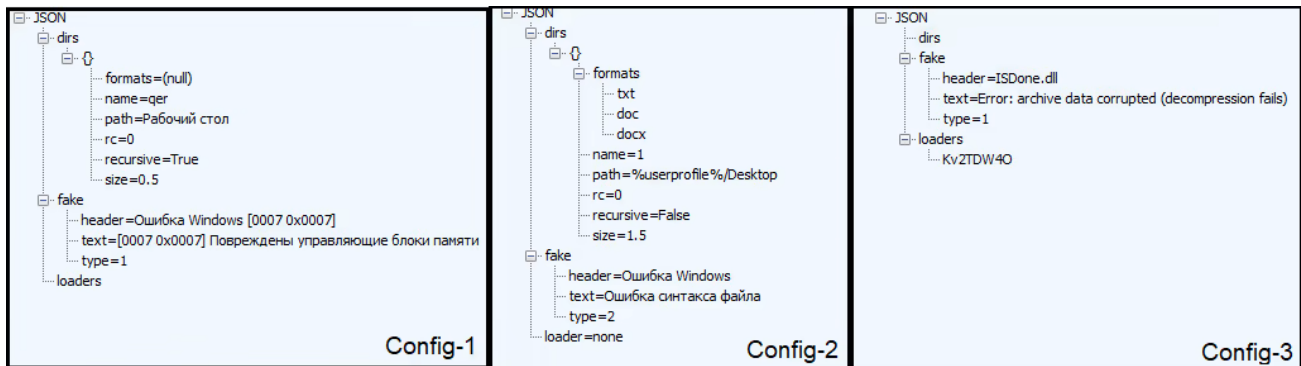 JSON
dirs
{}
formats=(null)
name=qer
path=Рабочий стол
rc=0
recursive=True
size=0.5
fake
header=Ошибка Windows [0007 0x0007]
text=[0007 0x0007] Повреждены управляющие блоки памяти
type=1
loaders
Config-1
JSON
dirs
{}
formats
txt
doc
docx
name=1
path=%userprofile%/Desktop
rc=0
recursive=False
size=1.5
fake
header=Ошибка Windows
text=Ошибка синтакса файла
type=2
loader=none
Config-2
JSON
dirs
fake
header=ISDone.dll
text=Error: archive data corrupted (decompression fails)
type=1
loaders
Kv2TDW4O
Config-3